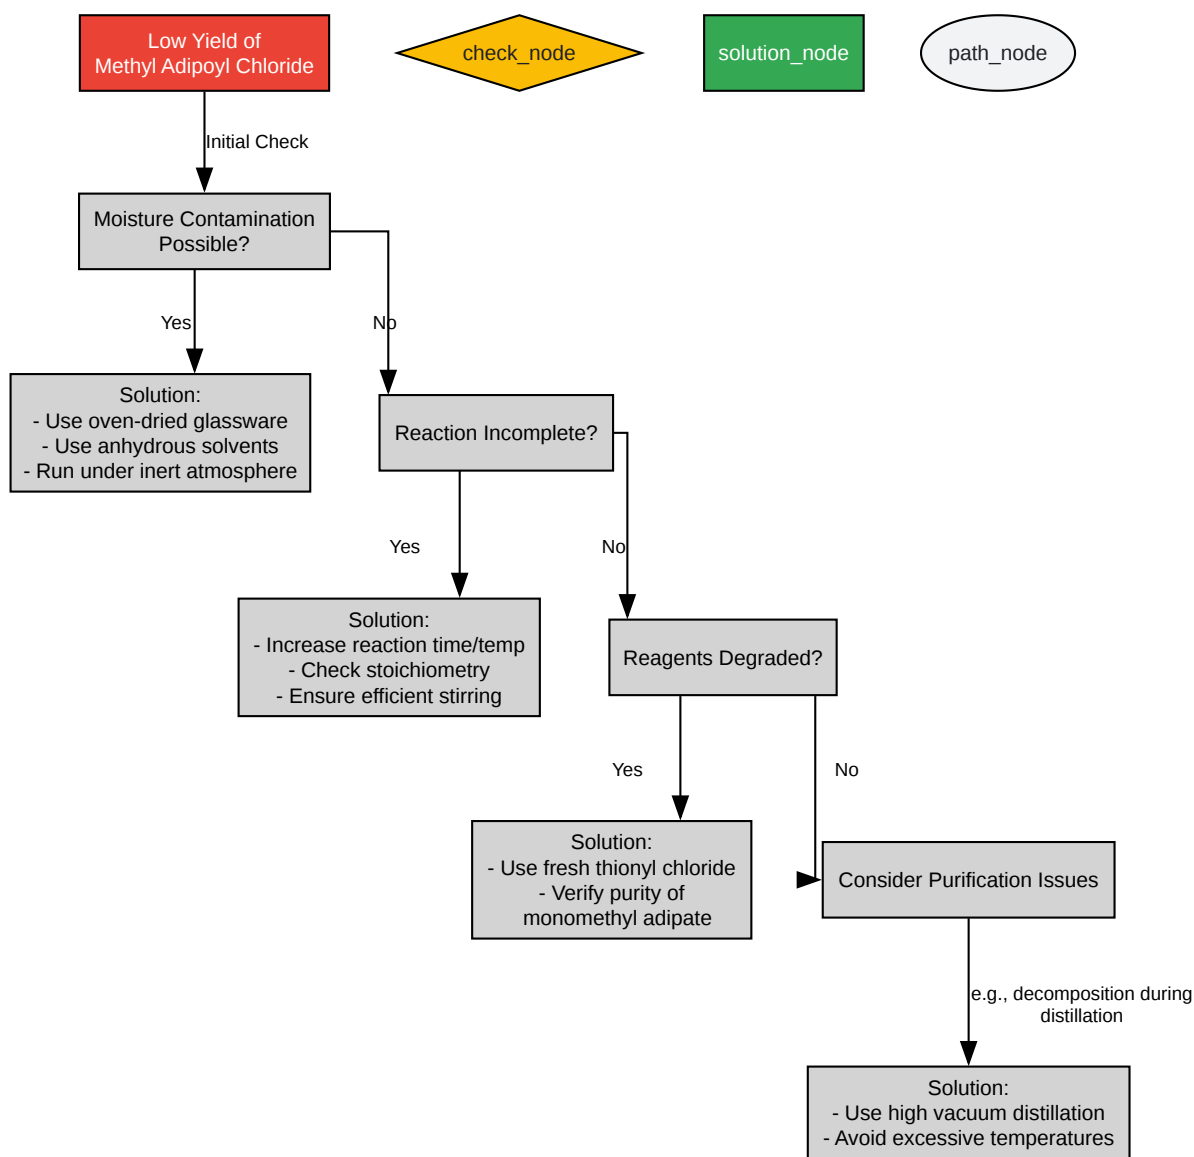 Low Yield of
Methyl Adipoyl Chloride
check_node
solution_node
path_node
Initial Check
Moisture Contamination
Possible?
Yes
No
Solution:
- Use oven-dried glassware
- Use anhydrous solvents
- Run under inert atmosphere
Reaction Incomplete?
Yes
No
Solution:
- Increase reaction time/temp
- Check stoichiometry
- Ensure efficient stirring
Reagents Degraded?
Yes
No
Solution:
- Use fresh thionyl chloride
- Verify purity of
monomethyl adipate
Consider Purification Issues
e.g., decomposition during
distillation
Solution:
- Use high vacuum distillation
- Avoid excessive temperatures